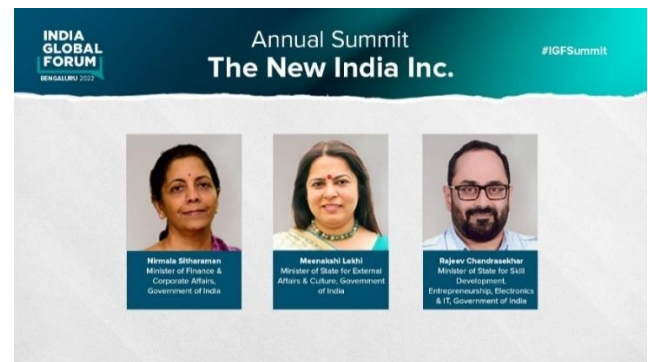 INDIA
GLOBAL
FORUM
BENGALURU 2022
Annual Summit
The New India Inc.
#IGFSummit
Nirmala Sitharaman
Minister of Finance &
Corporate Affairs,
Government of India
Meenakshi Lekhi
Minister of State for External
Affairs & Culture, Government
of India
Rajeev Chandrasekhar
Minister of State for Skill
Development,
Entrepreneurship, Electronics
& IT, Government of India